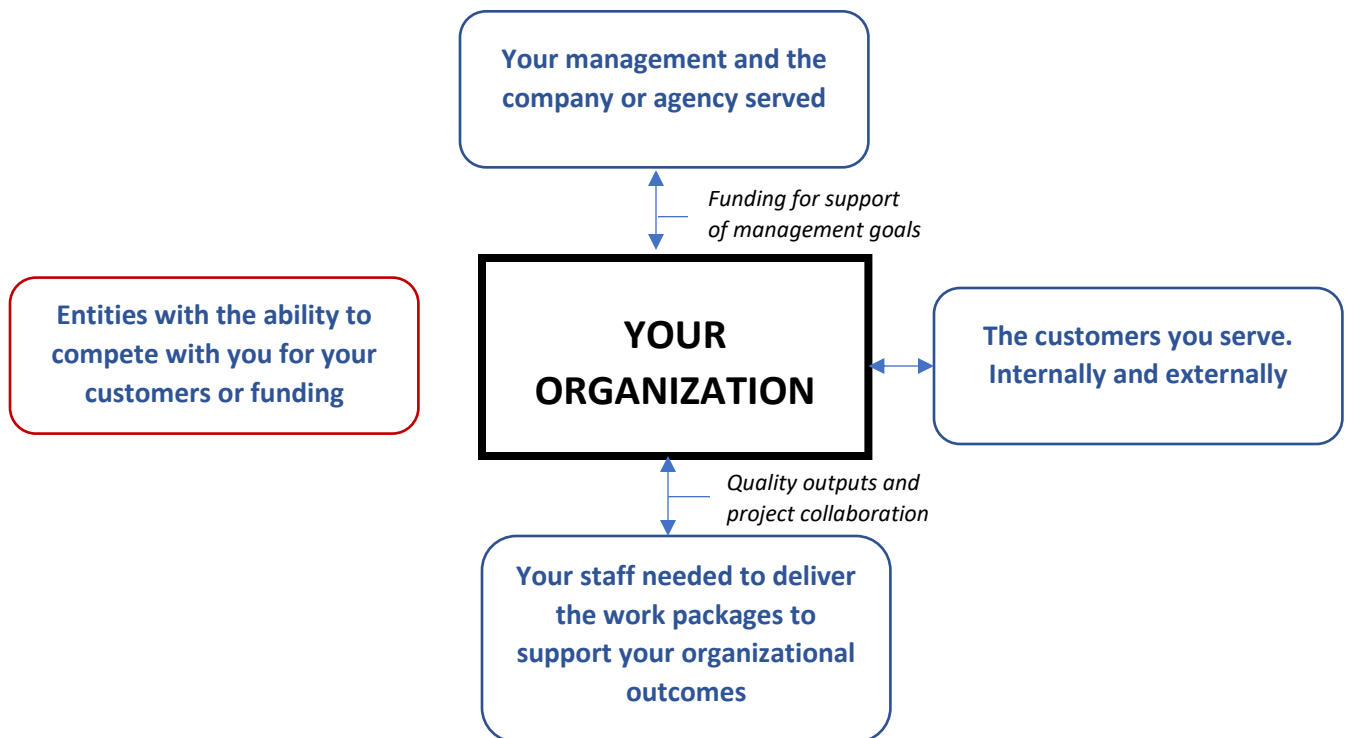 Your management and the
company or agency served
Funding for support
of management goals
Entities with the ability to
compete with you for your
customers or funding
YOUR
ORGANIZATION
The customers you serve.
Internally and externally
Quality outputs and
project collaboration
Your staff needed to deliver
the work packages to
support your organizational
outcomes